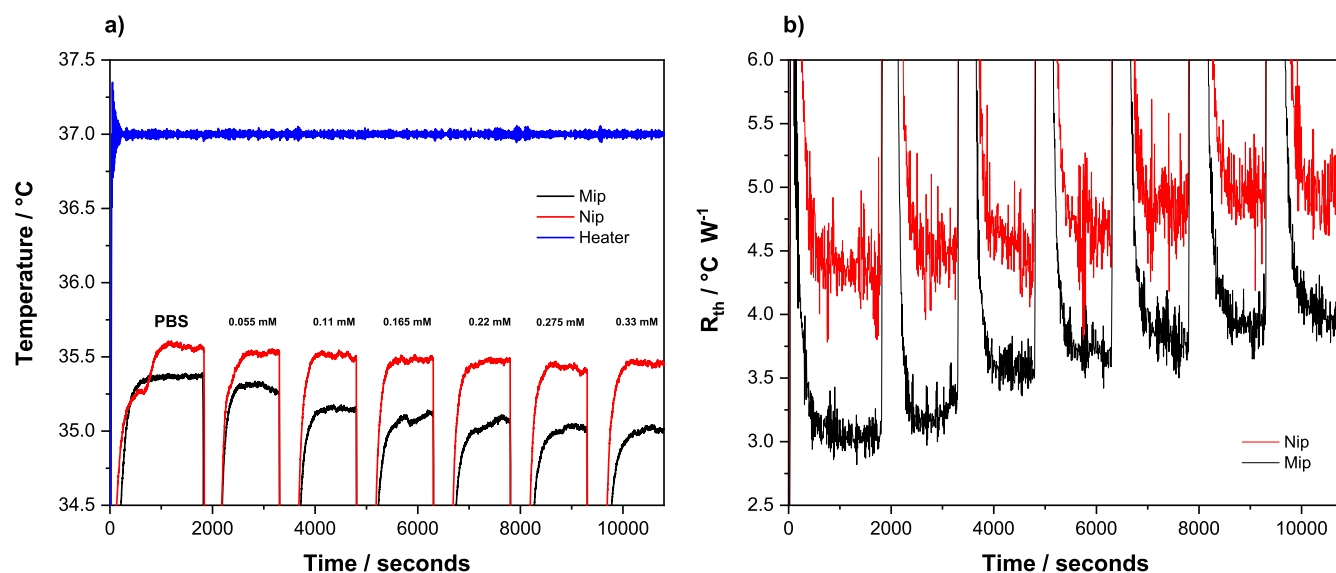 a)
37.5
37.0
36.5
36.0
35.5
35.0
34.5
Temperature / °C
Mip
Nip
Heater
PBS 0.055 mM 0.11 mM 0.165 mM 0.22 mM 0.275 mM 0.33 mM
0 2000 4000 6000 8000 10000
Time / seconds
b)
6.0
5.5
5.0
4.5
4.0
3.5
3.0
2.5
R_th / °C W⁻¹
Nip
Mip
0 2000 4000 6000 8000 10000
Time / seconds